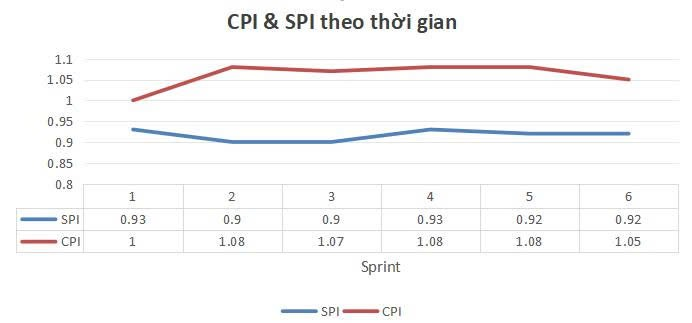 CPI & SPI theo thời gian
1.1
1.05
1
0.95
0.9
0.85
0.8
1 2 3 4 5 6
SPI 0.93 0.9 0.9 0.93 0.92 0.92
CPI 1 1.08 1.07 1.08 1.08 1.05
Sprint
SPI CPI